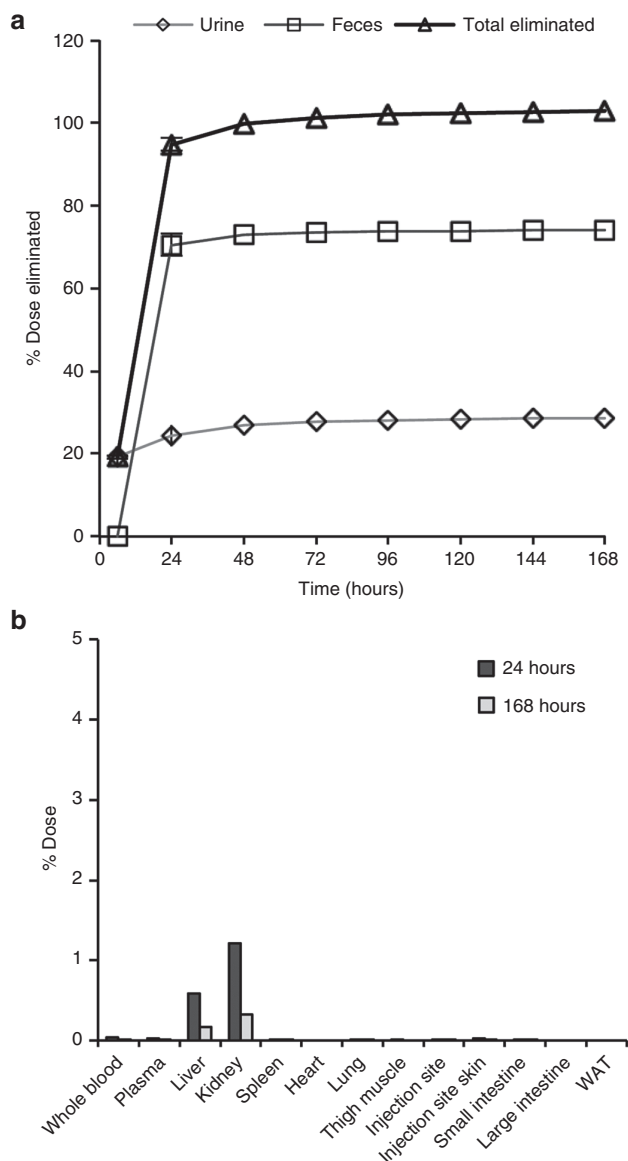 a
Urine Feces Total eliminated
120
100
80
60
40
20
0
% Dose eliminated
0 24 48 72 96 120 144 168
Time (hours)
b
5
4
3
2
1
0
% Dose
24 hours
168 hours
Whole blood
Plasma
Liver
Kidney
Spleen
Heart
Lung
Thigh muscle
Injection site
Injection site skin
Small intestine
Large intestine
WAT